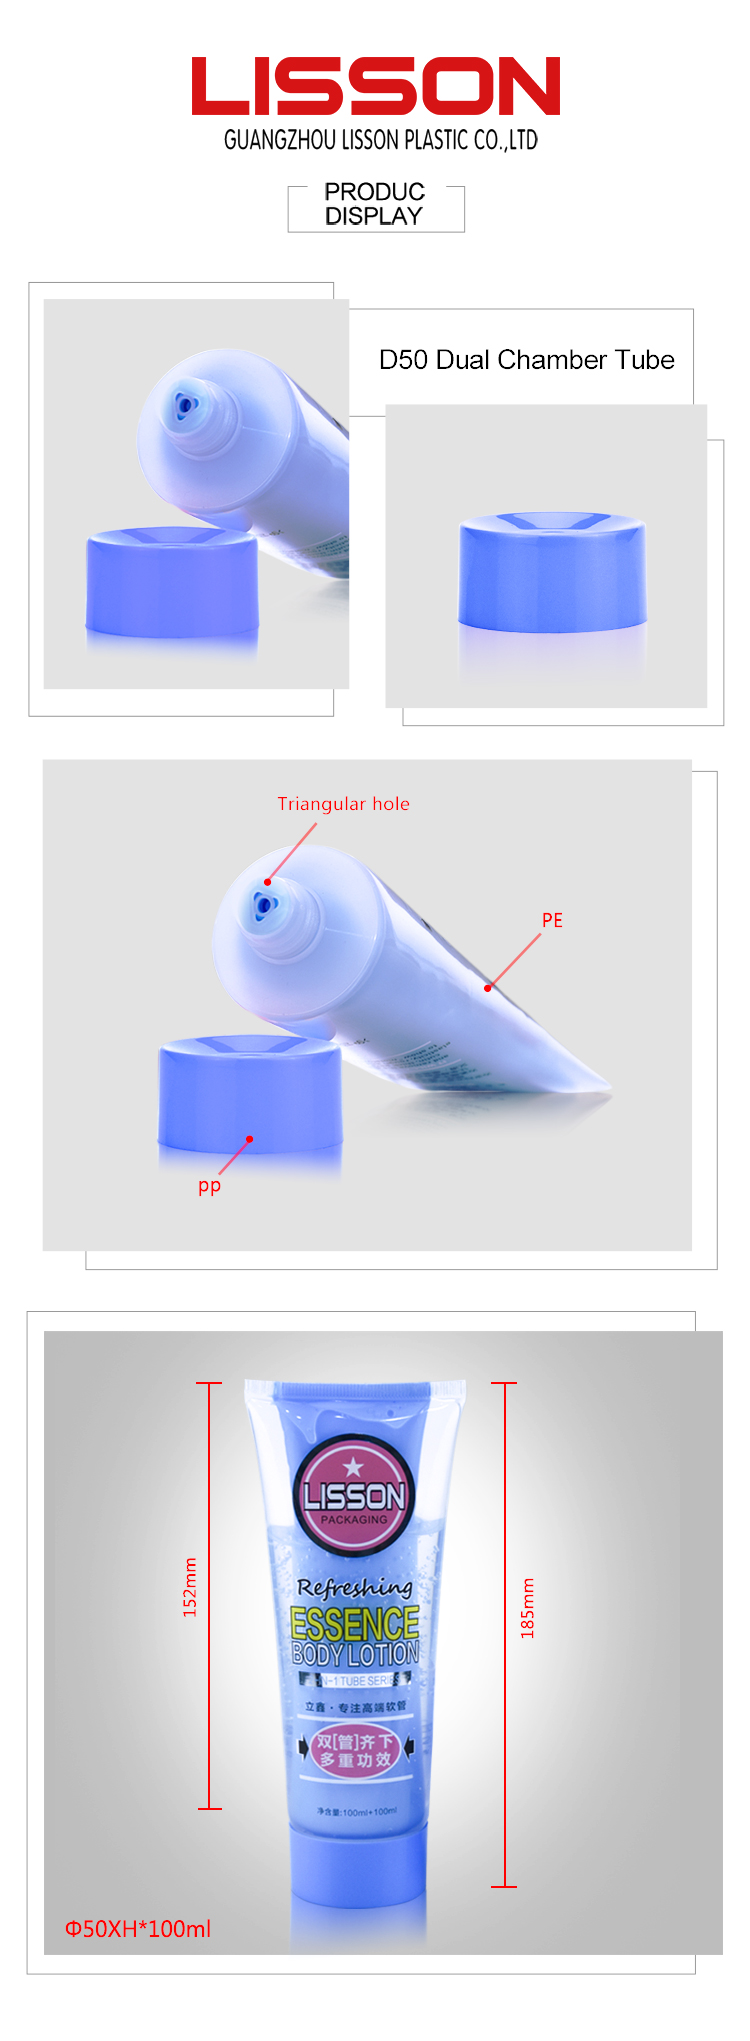 LISSON
GUANGZHOU LISSON PLASTIC CO.,LTD
PRODUC
DISPLAY
D50 Dual Chamber Tube
Triangular hole
PE
pp
152mm
185mm
LISSON
PACKAGING
Refreshing
ESSENCE
BODY LOTION
-N-1 TUBE SERIES
立鑫·专注高端软管
双[管]齐下
多重功效
净含量:100ml+100ml
Φ50XH*100ml